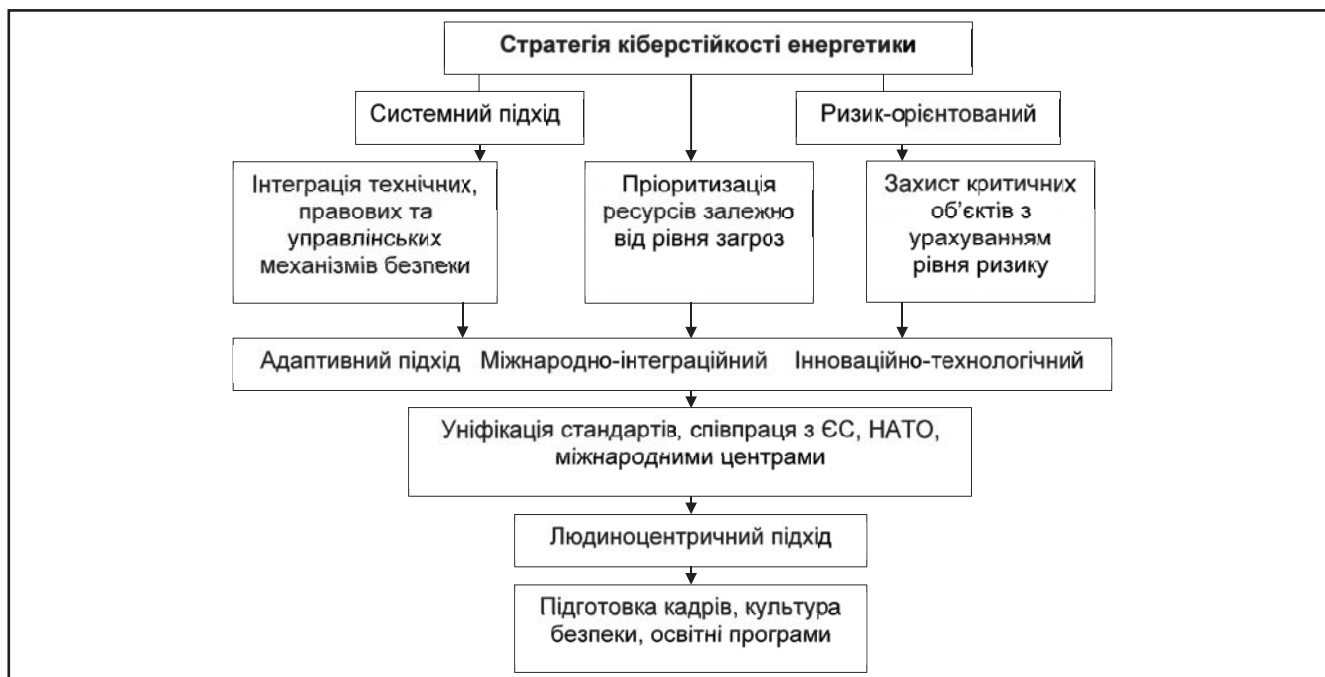 Стратегія кіберстійкості енергетики
Системний підхід
Ризик-орієнтований
Інтеграція технічних,
правових та
управлінських
механізмів безпеки
Пріоритизація
ресурсів залежно
від рівня загроз
Захист критичних
об’єктів з
урахуванням
рівня ризику
Адаптивний підхід Міжнародно-інтеграційний Інноваційно-технологічний
Уніфікація стандартів, співпраця з ЄС, НАТО,
міжнародними центрами
Людиноцентричний підхід
Підготовка кадрів, культура
безпеки, освітні програми